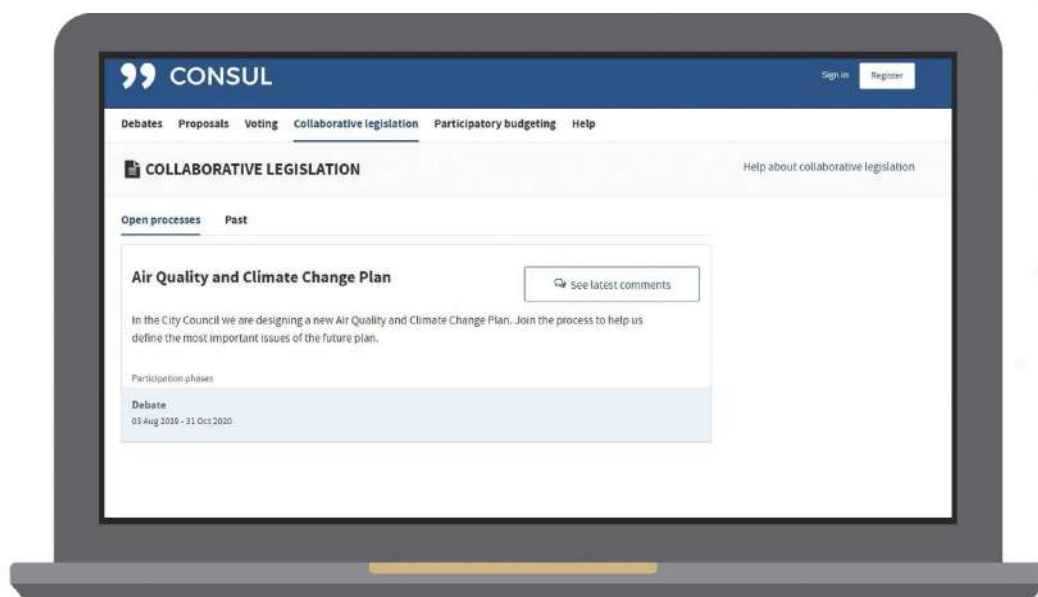 CONSUL
Sign in Register
Debates Proposals Voting Collaborative legislation Participatory budgeting Help
COLLABORATIVE LEGISLATION
Help about collaborative legislation
Open processes Past
Air Quality and Climate Change Plan
See latest comments
In the City Council we are designing a new Air Quality and Climate Change Plan. Join the process to help us
define the most important issues of the future plan.
Participation phases
Debate
03 Aug 2019 - 31 Oct 2020